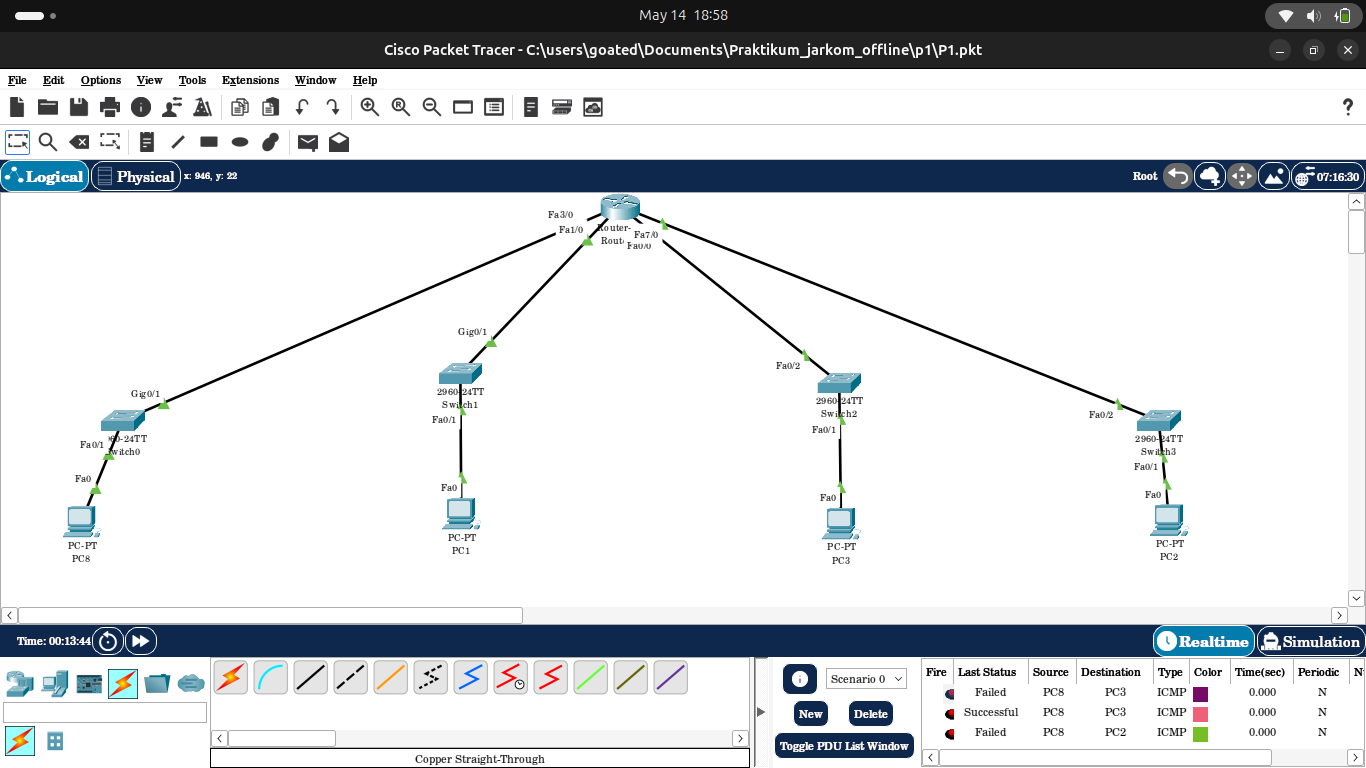 May 14 18:58
Cisco Packet Tracer - C:\users\goated\Documents\Praktikum_jarkom_offline\p1\P1.pkt
File Edit Options View Tools Extensions Window Help
?
Logical Physical x: 946, y: 22 Root 07:16:30
Fa3/0
Fa1/0
Router-
Fa7/0
Fa0/0
Gig0/1
Fa0/2
2960-24TT
Switch1
Fa0/1
2960-24TT
Switch2
Fa0/1
Gig0/1
Fa0/2
60-24TT
witch0
Fa0/1
2960-24TT
Switch3
Fa0/1
Fa0
Fa0
Fa0
Fa0
PC-PT
PC8
PC-PT
PC1
PC-PT
PC3
PC-PT
PC2
Time: 00:13:44 Realtime Simulation
Scenario 0
New Delete
Toggle PDU List Window
Copper Straight-Through
Fire Last Status Source Destination Type Color Time(sec) Periodic N
Failed PC8 PC3 ICMP 0.000 N
Successful PC8 PC3 ICMP 0.000 N
Failed PC8 PC2 ICMP 0.000 N